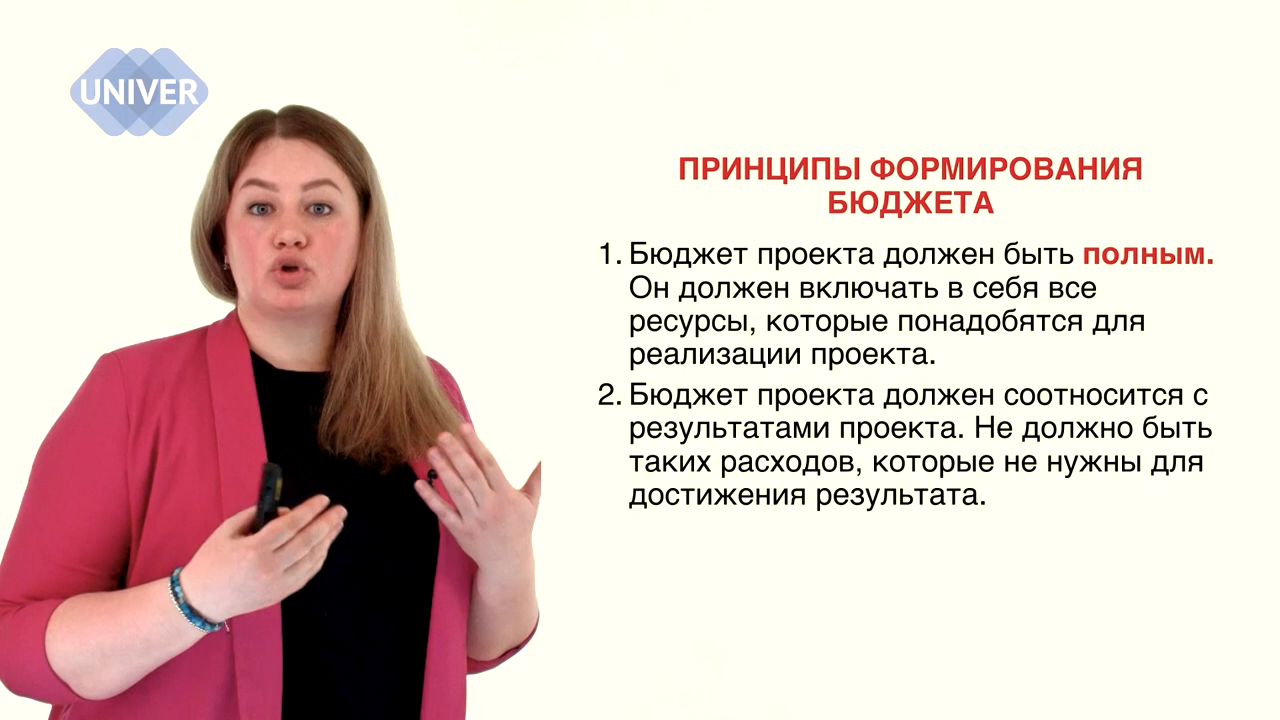 UNIVER
ПРИНЦИПЫ ФОРМИРОВАНИЯ
БЮДЖЕТА
1. Бюджет проекта должен быть полным.
Он должен включать в себя все
ресурсы, которые понадобятся для
реализации проекта.
2. Бюджет проекта должен соотносится с
результатами проекта. Не должно быть
таких расходов, которые не нужны для
достижения результата.